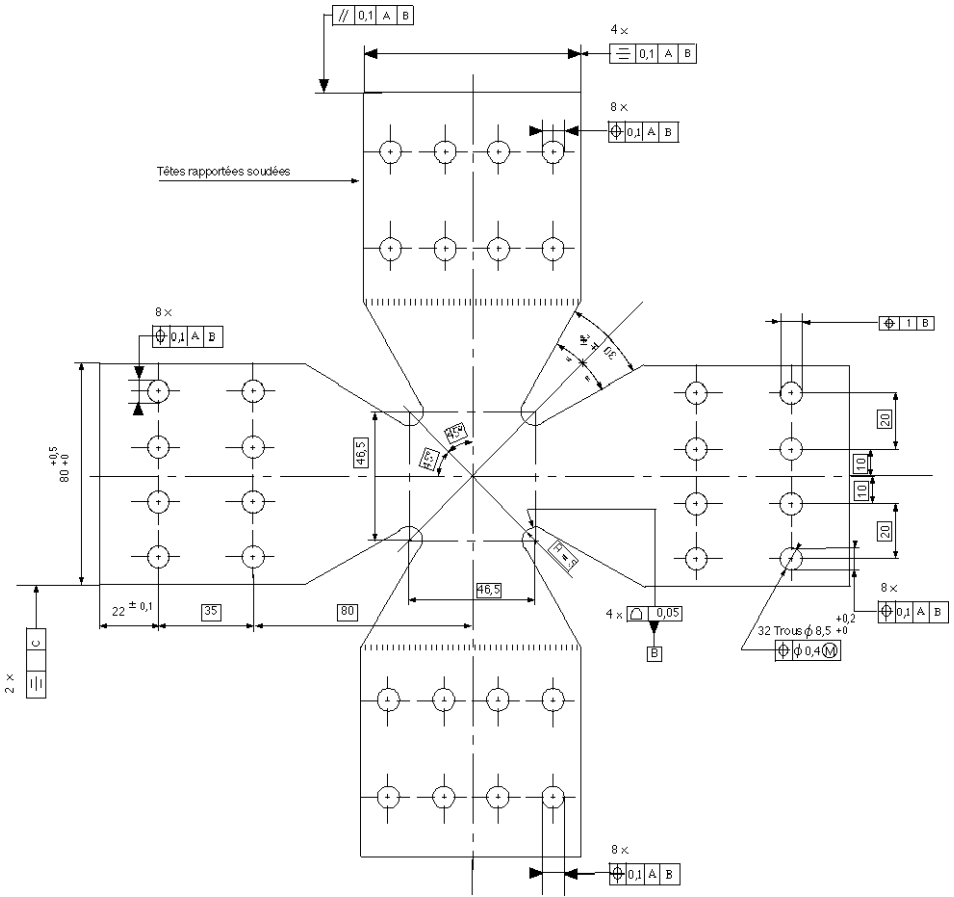 // 0,1 A B
4 x
⌯ 0,1 A B
8 x
⌖ 0,1 A B
Têtes rapportées soudées
8 x
⌖ 0,1 A B
⌖ 1 B
30
80 +0,5 +0
46,5
45°
45°
20
10
10
20
46,5
22 ± 0,1
35
80
4 x ⌓ 0,05
B
8 x
⌖ 0,1 A B
32 Trous ϕ 8,5 +0,2 +0
⌖ ϕ 0,4 Ⓜ
2 x
⌯ C
8 x
⌖ 0,1 A B